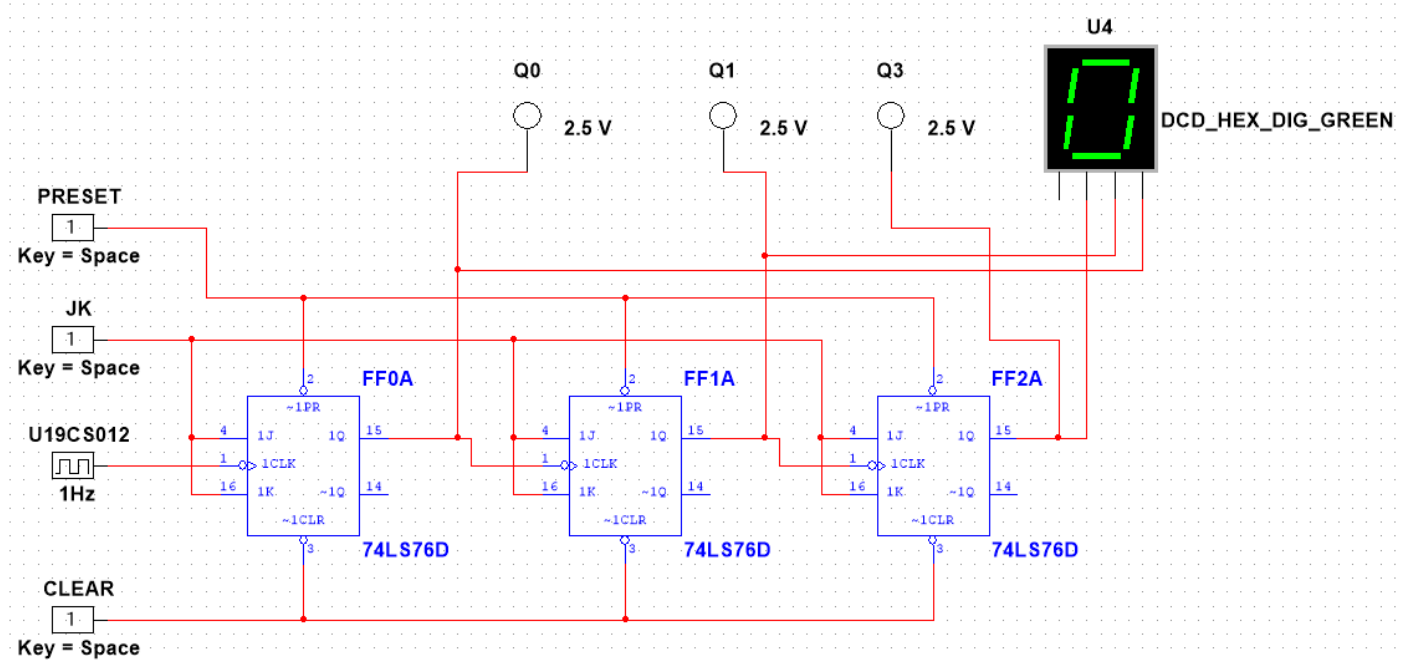 U4
Q0
Q1
Q3
2.5 V
2.5 V
2.5 V
0
DCD_HEX_DIG_GREEN
PRESET
1
Key = Space
JK
1
Key = Space
2
FF0A
2
FF1A
2
FF2A
~1PR
~1PR
~1PR
U19CS012
4
1J
1Q
15
4
1J
1Q
15
4
1J
1Q
15
1
1CLK
1
1CLK
1
1CLK
1Hz
16
1K
~1Q
14
16
1K
~1Q
14
16
1K
~1Q
14
~1CLR
~1CLR
~1CLR
3
74LS76D
3
74LS76D
3
74LS76D
CLEAR
1
Key = Space